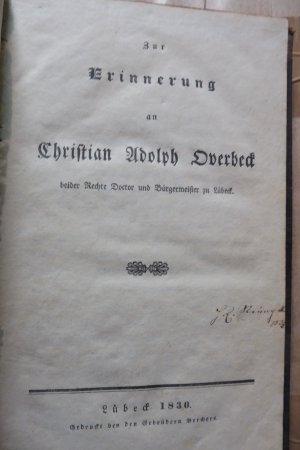 Zur
Erinnerung
an
Christian Adolph Overbeck
beider Rechte Doctor und Bürgermeister zu Lübeck.
Lübeck 1830.
Gedruckt bei den Gebrüdern Borchers.